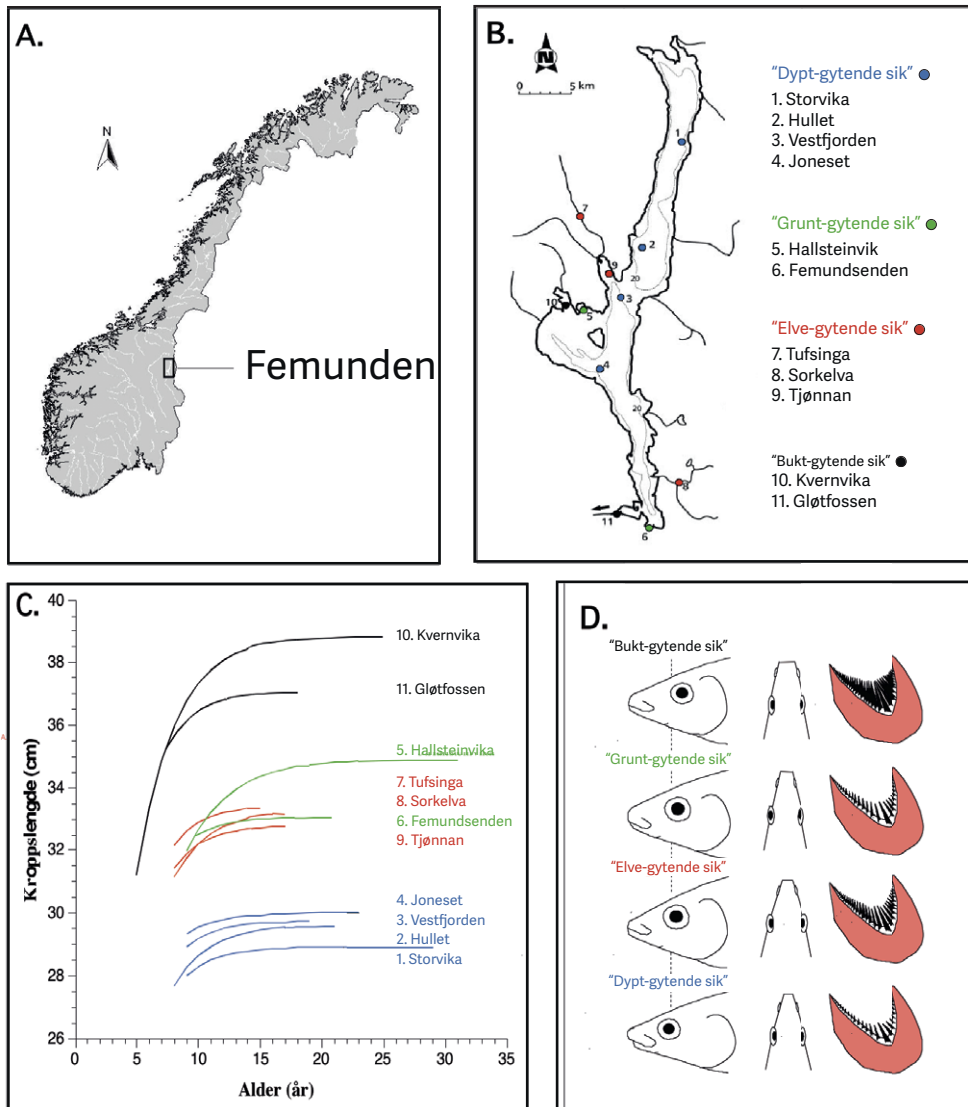 A.
N
Femunden
B.
N
0 5 km
"Dypt-gytende sik"
1. Storvika
2. Hullet
3. Vestfjorden
4. Joneset
"Grunt-gytende sik"
5. Hallsteinvik
6. Femundsenden
"Elve-gytende sik"
7. Tufsinga
8. Sorkelva
9. Tjønnan
"Bukt-gytende sik"
10. Kvernvika
11. Gløtfossen
1
7
2
9
20
3
10
5
4
20
8
11
6
C.
Kroppslengde (cm)
40
38
36
34
32
30
28
26
0 5 10 15 20 25 30 35
Alder (år)
10. Kvernvika
11. Gløtfossen
5. Hallsteinvika
7. Tufsinga
8. Sorkelva
6. Femundsenden
9. Tjønnan
4. Joneset
3. Vestfjorden
2. Hullet
1. Storvika
A
D.
"Bukt-gytende sik"
"Grunt-gytende sik"
"Elve-gytende sik"
"Dypt-gytende sik"